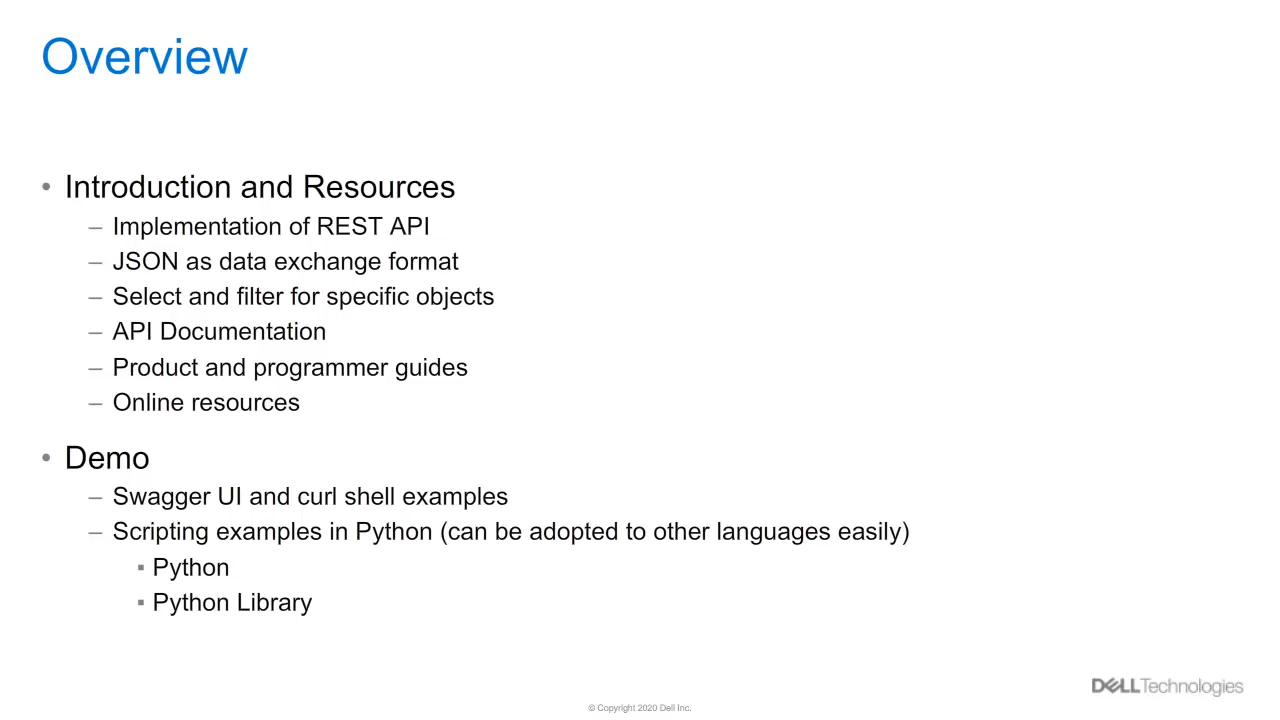 Overview
• Introduction and Resources
– Implementation of REST API
– JSON as data exchange format
– Select and filter for specific objects
– API Documentation
– Product and programmer guides
– Online resources
• Demo
– Swagger UI and curl shell examples
– Scripting examples in Python (can be adopted to other languages easily)
▪ Python
▪ Python Library
DELLTechnologies
© Copyright 2020 Dell Inc.